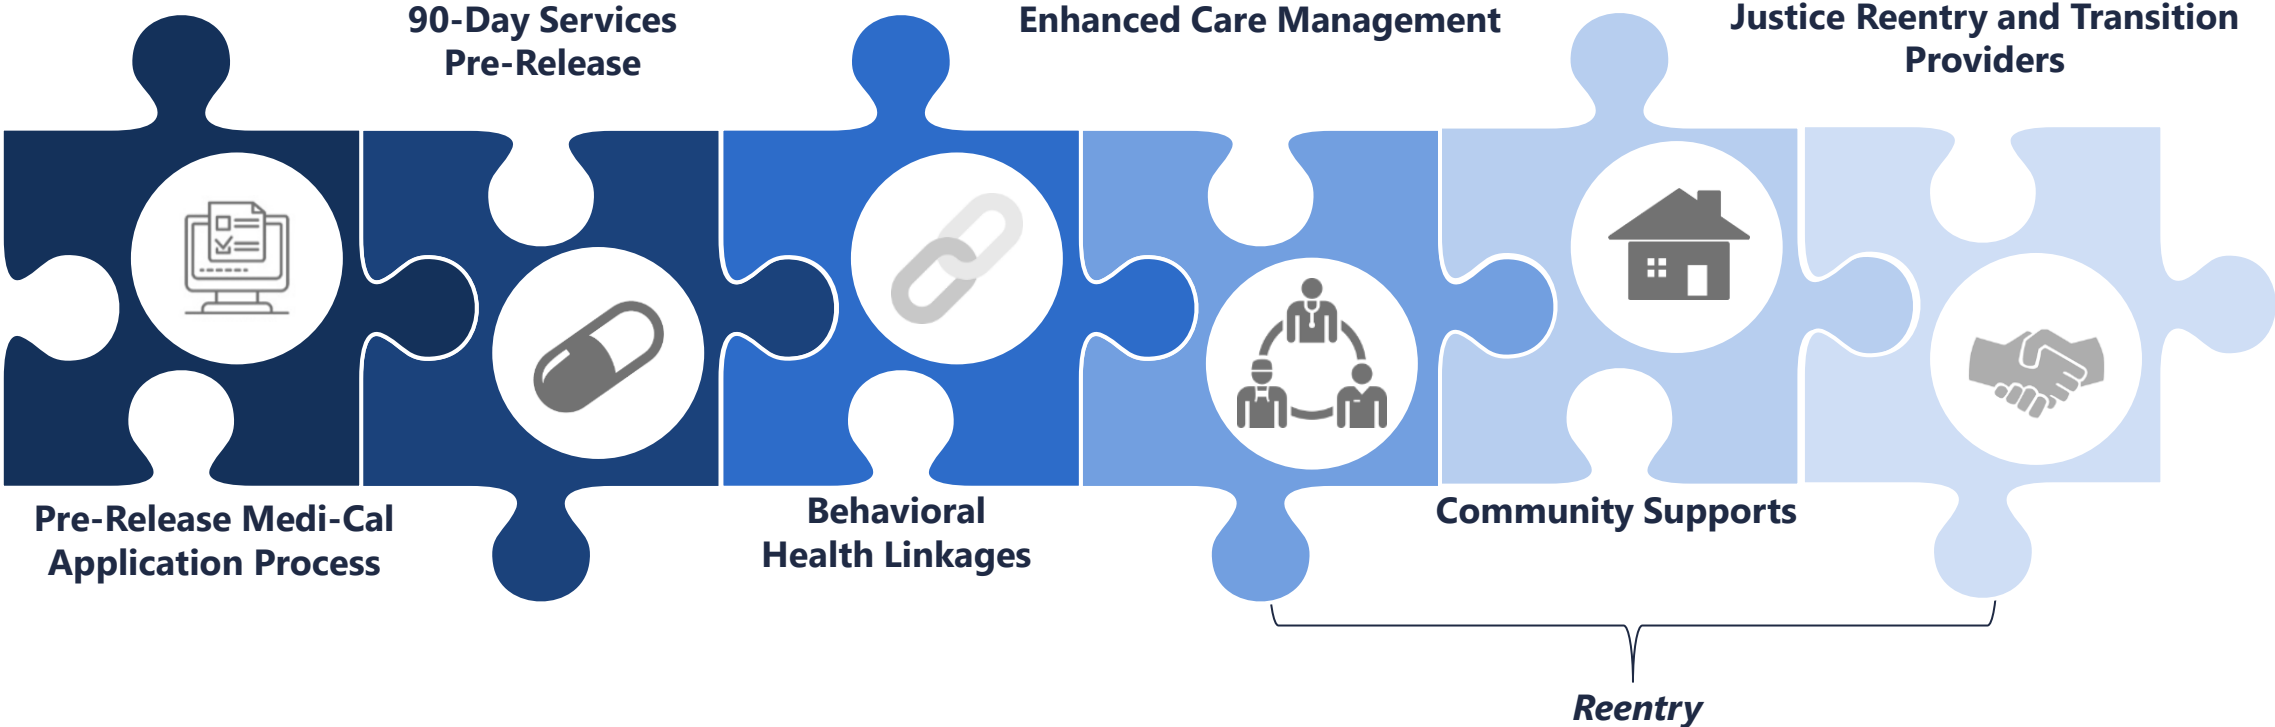 90-Day Services
Pre-Release
Enhanced Care Management
Justice Reentry and Transition
Providers
Pre-Release Medi-Cal
Application Process
Behavioral
Health Linkages
Community Supports
Reentry